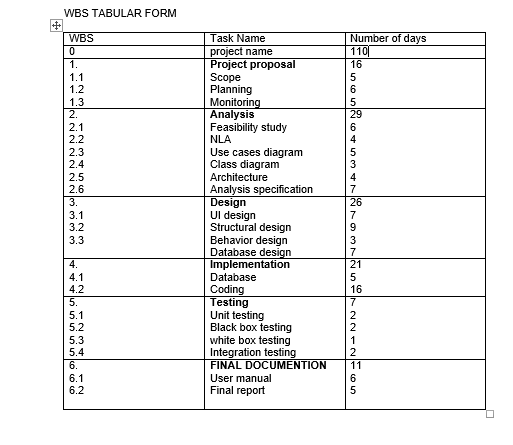 WBS TABULAR FORM
WBS Task Name Number of days
0 project name 110
1. Project proposal 16
1.1 Scope 5
1.2 Planning 6
1.3 Monitoring 5
2. Analysis 29
2.1 Feasibility study 6
2.2 NLA 4
2.3 Use cases diagram 5
2.4 Class diagram 3
2.5 Architecture 4
2.6 Analysis specification 7
3. Design 26
3.1 UI design 7
3.2 Structural design 9
3.3 Behavior design 3
Database design 7
4. Implementation 21
4.1 Database 5
4.2 Coding 16
5. Testing 7
5.1 Unit testing 2
5.2 Black box testing 2
5.3 white box testing 1
5.4 Integration testing 2
6. FINAL DOCUMENTION 11
6.1 User manual 6
6.2 Final report 5